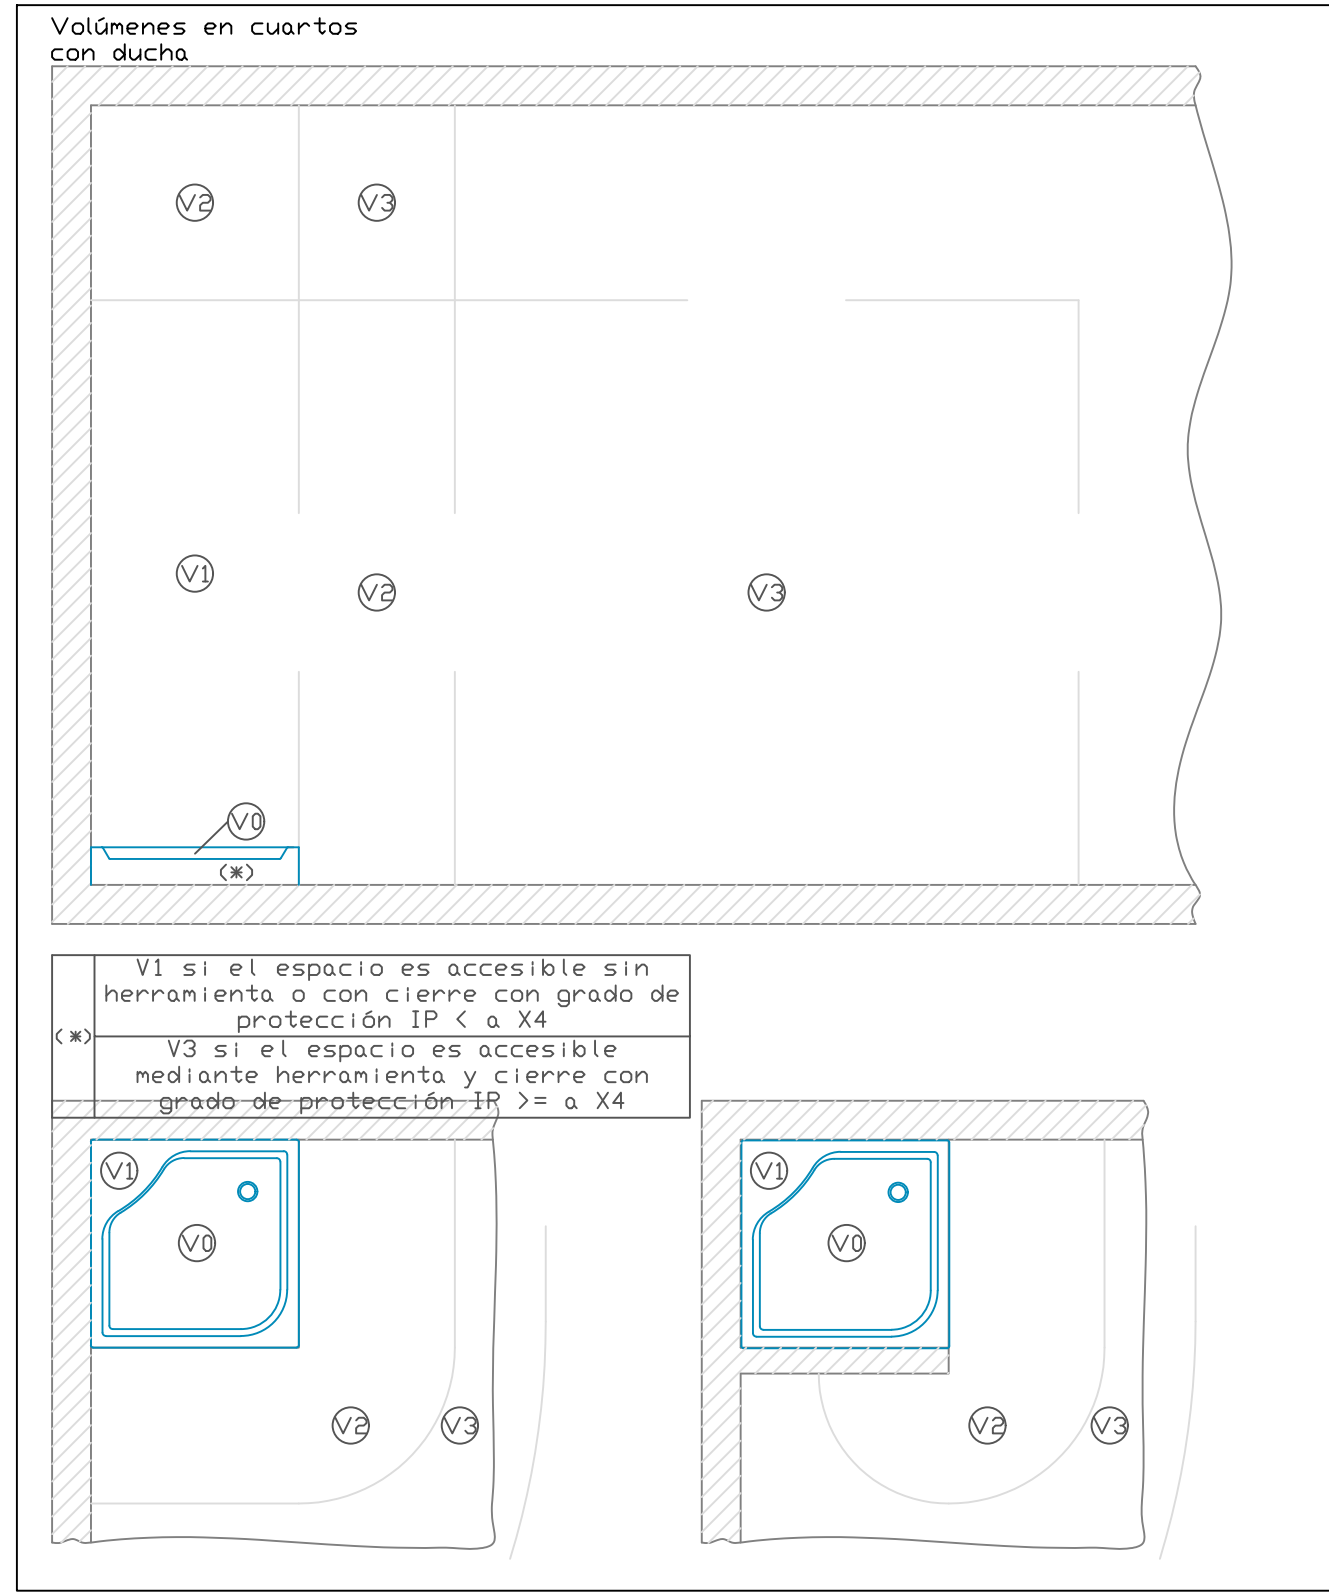 Volúmenes en cuartos
con ducha
V2
V3
V1
V2
V3
V0
(*)
(*)
V1 si el espacio es accesible sin
herramienta o con cierre con grado de
protección IP < a X4
V3 si el espacio es accesible
mediante herramienta y cierre con
grado de protección IP >= a X4
V1
V0
V2
V3
V1
V0
V2
V3